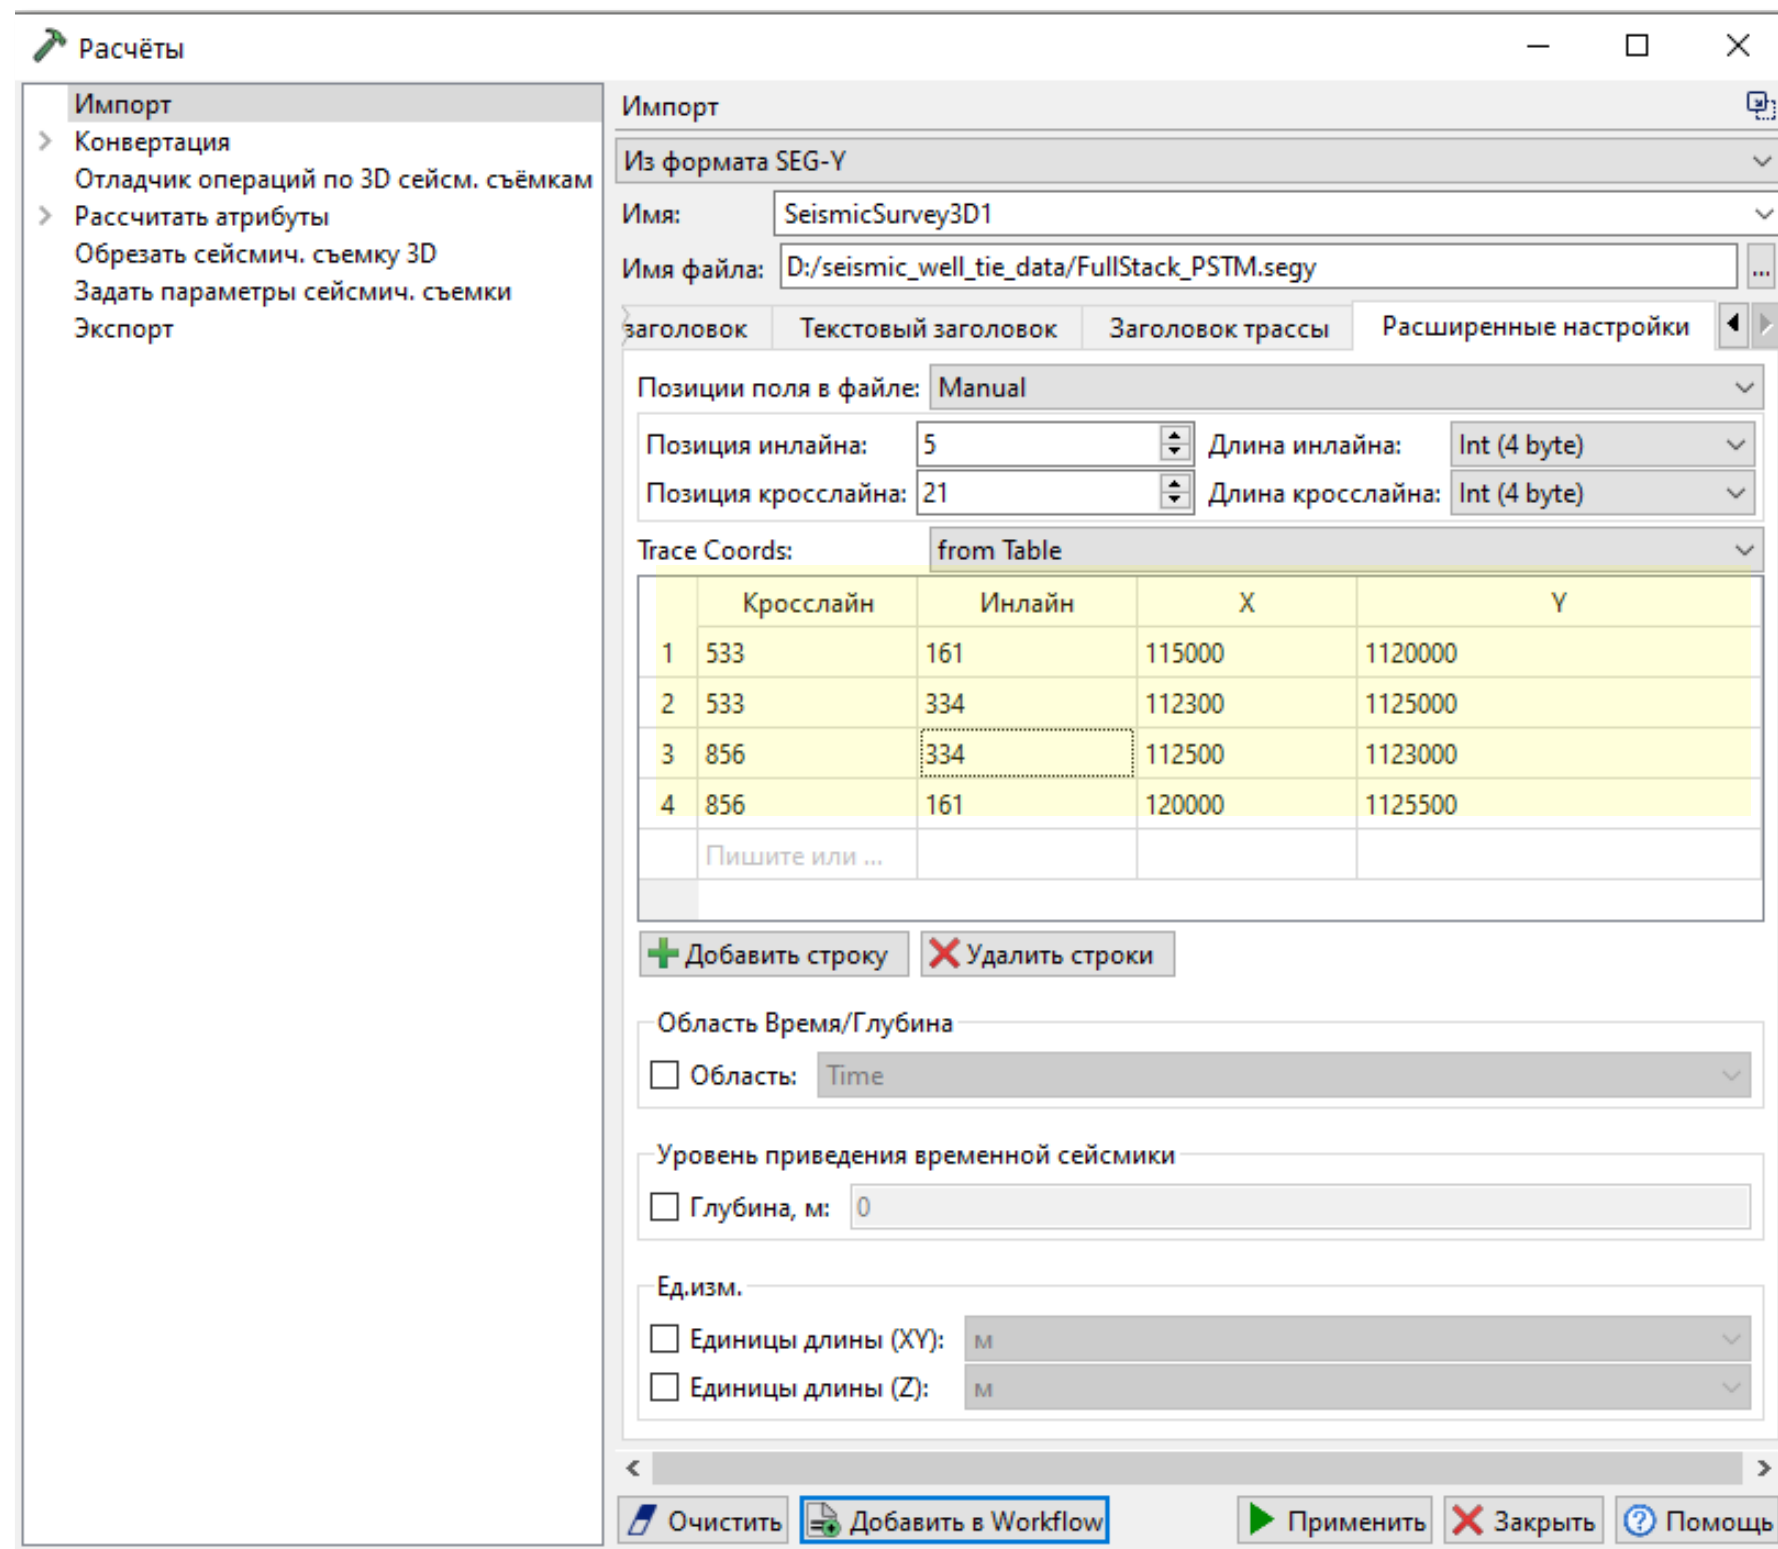 Расчёты
Импорт
Конвертация
Отладчик операций по 3D сейсм. съёмкам
Рассчитать атрибуты
Обрезать сейсмич. съемку 3D
Задать параметры сейсмич. съемки
Экспорт
Импорт
Из формата SEG-Y
Имя: SeismicSurvey3D1
Имя файла: D:/seismic_well_tie_data/FullStack_PSTM.segy ...
заголовок Текстовый заголовок Заголовок трассы Расширенные настройки
Позиции поля в файле: Manual
Позиция инлайна: 5 Длина инлайна: Int (4 byte)
Позиция кросслайна: 21 Длина кросслайна: Int (4 byte)
Trace Coords: from Table
Кросслайн Инлайн X Y
1 533 161 115000 1120000
2 533 334 112300 1125000
3 856 334 112500 1123000
4 856 161 120000 1125500
Пишите или ...
Добавить строку Удалить строки
Область Время/Глубина
Область: Time
Уровень приведения временной сейсмики
Глубина, м: 0
Ед.изм.
Единицы длины (XY): м
Единицы длины (Z): м
Очистить Добавить в Workflow Применить Закрыть Помощь